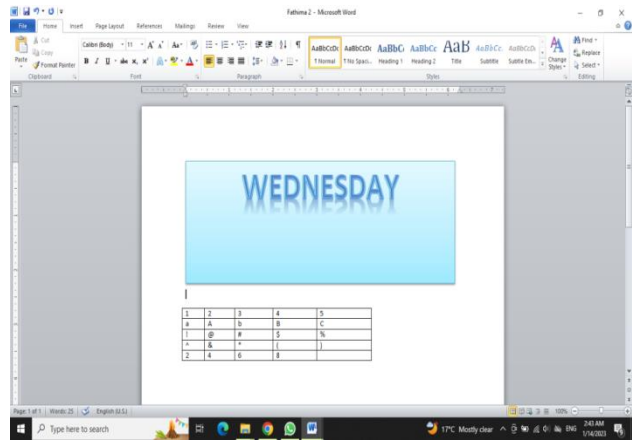 Fathima 2 - Microsoft Word
File Home Insert Page Layout References Mailings Review View
Cut
Copy
Format Painter
Paste
Calibri (Body) 11
AaBbCcDc AaBbCcDc AaBbCc AaBbCc AaB AaBbCc. AaBbCcDc
¶ Normal ¶ No Spaci... Heading 1 Heading 2 Title Subtitle Subtle Em...
Change Styles
Find
Replace
Select
Clipboard Font Paragraph Styles Editing
WEDNESDAY
1 2 3 4 5
a A b B C
! @ # $ %
^ & * ( )
2 4 6 8
Page: 1 of 1 Words: 25 English (U.S.) 100%
Type here to search 17°C Mostly clear ENG 2:43 AM
1/14/2023